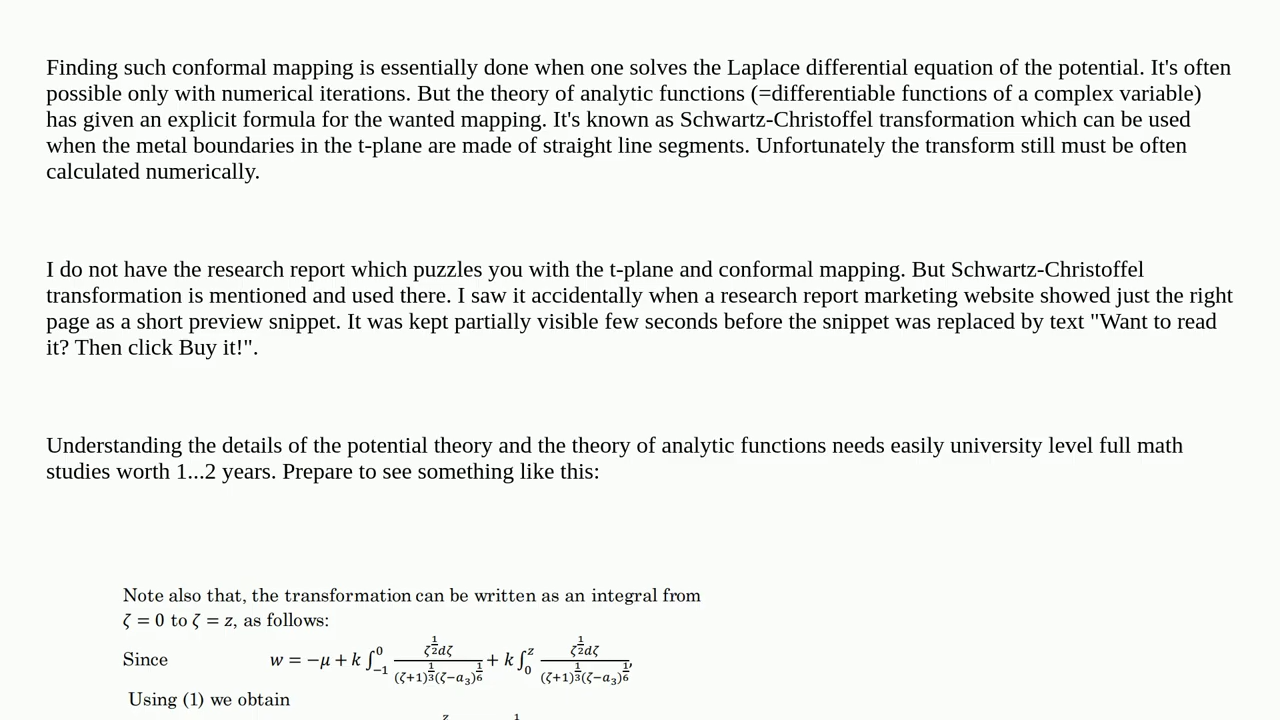 Finding such conformal mapping is essentially done when one solves the Laplace differential equation of the potential. It's often
possible only with numerical iterations. But the theory of analytic functions (=differentiable functions of a complex variable)
has given an explicit formula for the wanted mapping. It's known as Schwartz-Christoffel transformation which can be used
when the metal boundaries in the t-plane are made of straight line segments. Unfortunately the transform still must be often
calculated numerically.
I do not have the research report which puzzles you with the t-plane and conformal mapping. But Schwartz-Christoffel
transformation is mentioned and used there. I saw it accidentally when a research report marketing website showed just the right
page as a short preview snippet. It was kept partially visible few seconds before the snippet was replaced by text "Want to read
it? Then click Buy it!".
Understanding the details of the potential theory and the theory of analytic functions needs easily university level full math
studies worth 1...2 years. Prepare to see something like this:
Note also that, the transformation can be written as an integral from
ζ = 0 to ζ = z, as follows:
Since w = −μ + k ∫_{−1}^{0} ζ^{1/2}dζ / ((ζ+1)^{1/3}(ζ−a₃)^{1/6}) + k ∫_{0}^{z} ζ^{1/2}dζ / ((ζ+1)^{1/3}(ζ−a₃)^{1/6}),
Using (1) we obtain